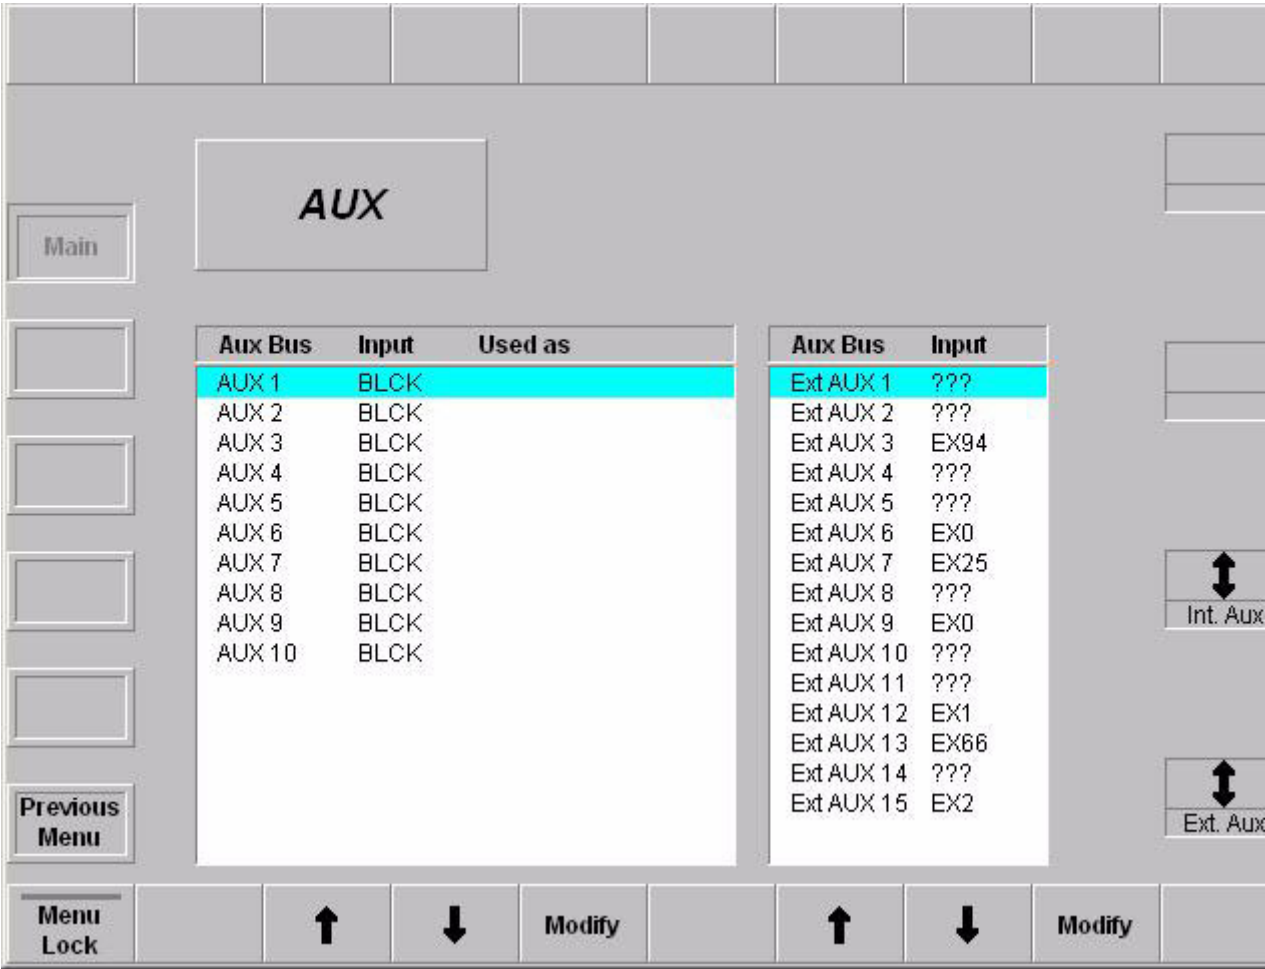 AUX
Main
Aux Bus Input Used as
AUX 1 BLCK
AUX 2 BLCK
AUX 3 BLCK
AUX 4 BLCK
AUX 5 BLCK
AUX 6 BLCK
AUX 7 BLCK
AUX 8 BLCK
AUX 9 BLCK
AUX 10 BLCK
Aux Bus Input
Ext AUX 1 ???
Ext AUX 2 ???
Ext AUX 3 EX94
Ext AUX 4 ???
Ext AUX 5 ???
Ext AUX 6 EX0
Ext AUX 7 EX25
Ext AUX 8 ???
Ext AUX 9 EX0
Ext AUX 10 ???
Ext AUX 11 ???
Ext AUX 12 EX1
Ext AUX 13 EX66
Ext AUX 14 ???
Ext AUX 15 EX2
Int. Aux
Ext. Aux
Previous
Menu
Menu
Lock
Modify
Modify